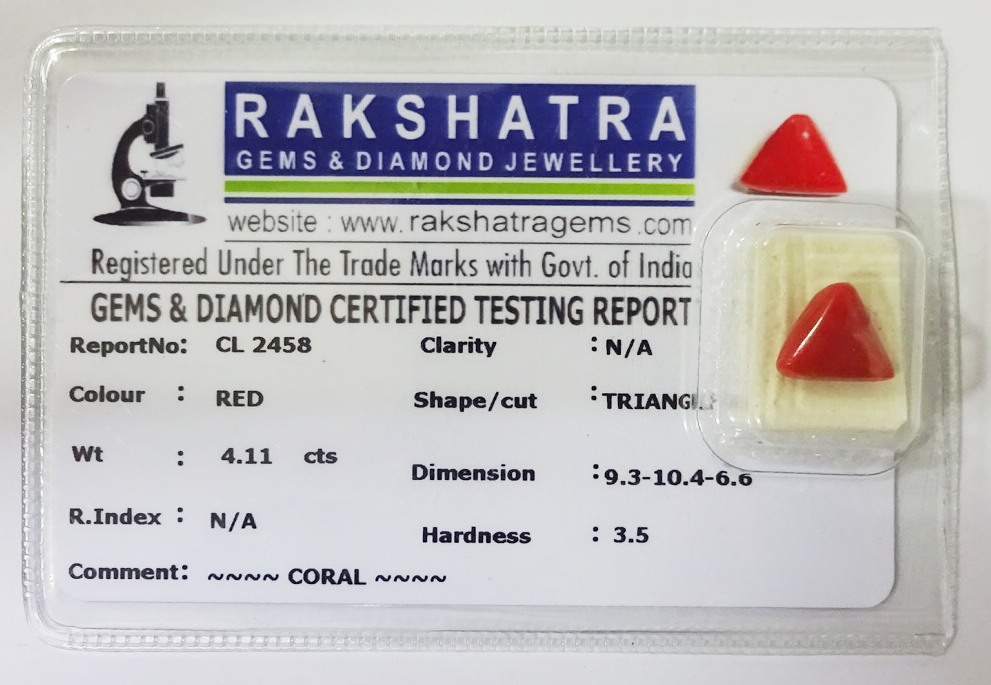 RAKSHATRA
GEMS & DIAMOND JEWELLERY
website : www.rakshatragems.com
Registered Under The Trade Marks with Govt. of India
GEMS & DIAMOND CERTIFIED TESTING REPORT
ReportNo: CL 2458 Clarity : N/A
Colour : RED Shape/cut :
Wt : 4.11 cts Dimension : 9.3-10.4-6.6
R.Index : N/A Hardness : 3.5
Comment: ~~~~ CORAL ~~~~